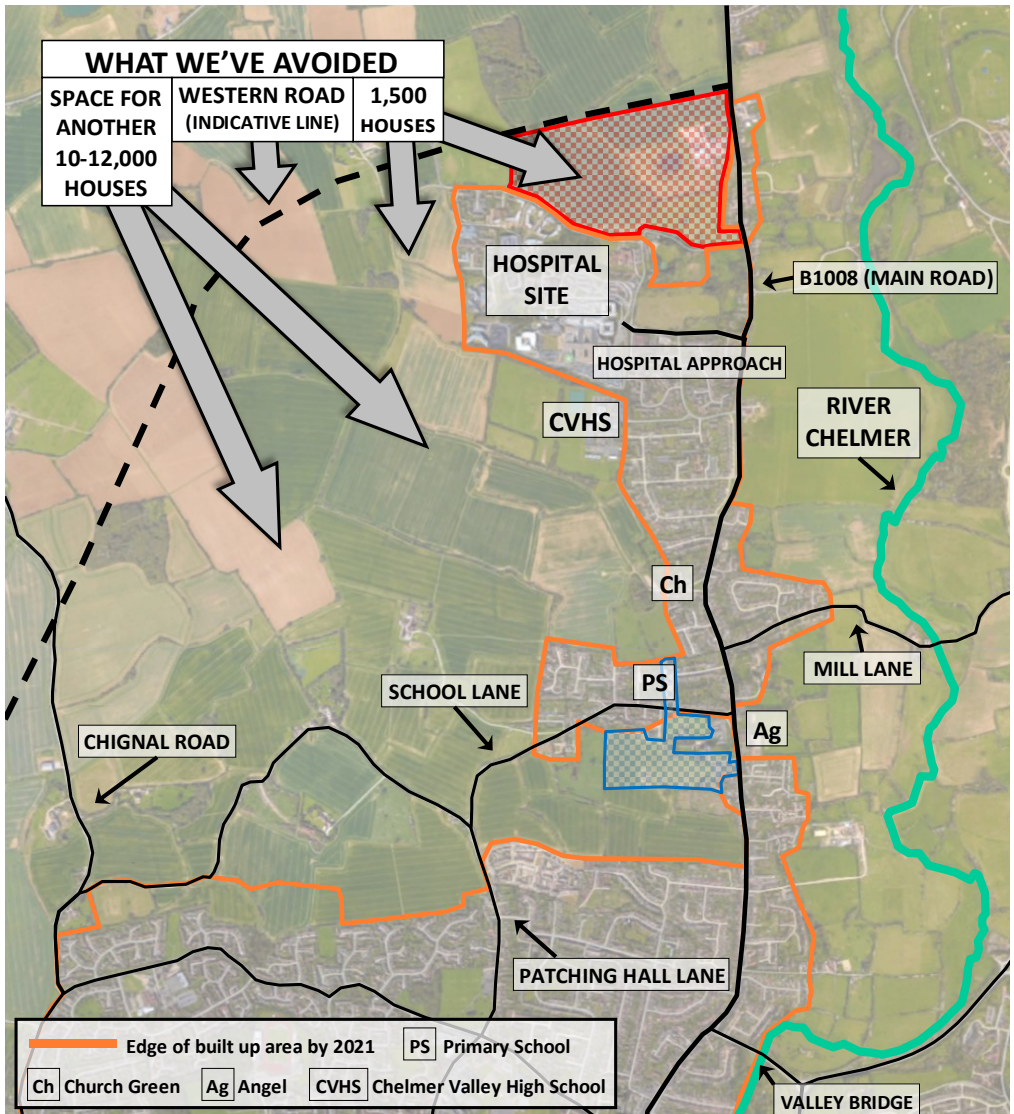 WHAT WE'VE AVOIDED
SPACE FOR
ANOTHER
10-12,000
HOUSES
WESTERN ROAD
(INDICATIVE LINE)
1,500
HOUSES
HOSPITAL
SITE
B1008 (MAIN ROAD)
HOSPITAL APPROACH
CVHS
RIVER
CHELMER
Ch
MILL LANE
PS
SCHOOL LANE
Ag
CHIGNAL ROAD
PATCHING HALL LANE
Edge of built up area by 2021
PS Primary School
Ch Church Green
Ag Angel
CVHS Chelmer Valley High School
VALLEY BRIDGE